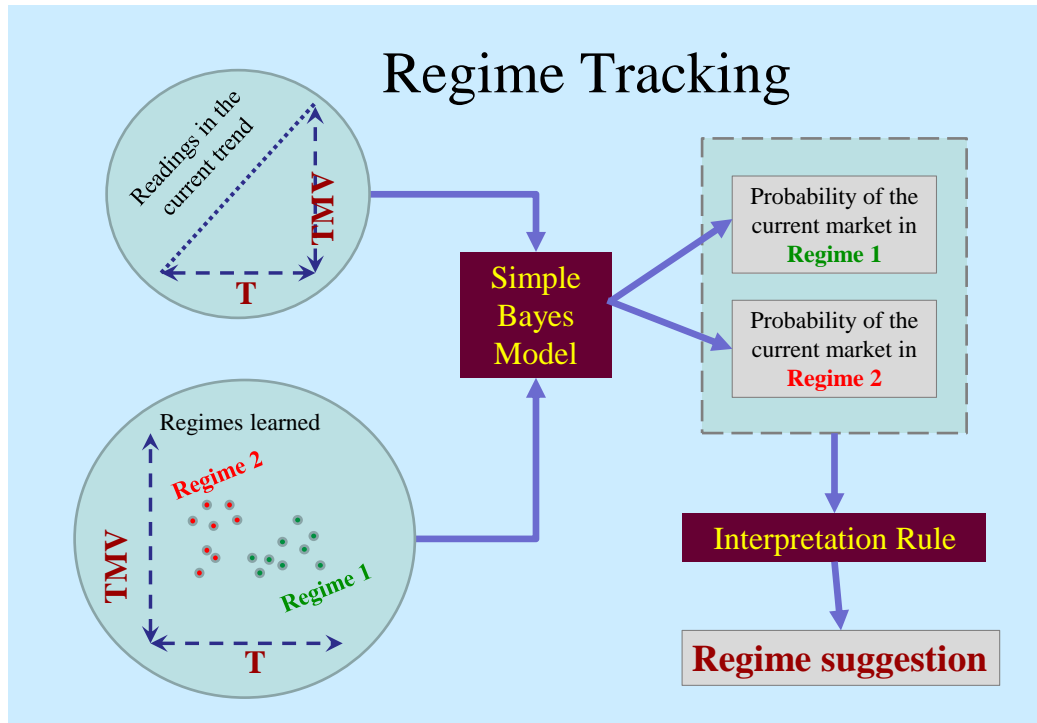 Regime Tracking
Readings in the
current trend
TMV
T
Simple
Bayes
Model
Probability of the
current market in
Regime 1
Probability of the
current market in
Regime 2
Regimes learned
Regime 2
TMV
Regime 1
T
Interpretation Rule
Regime suggestion